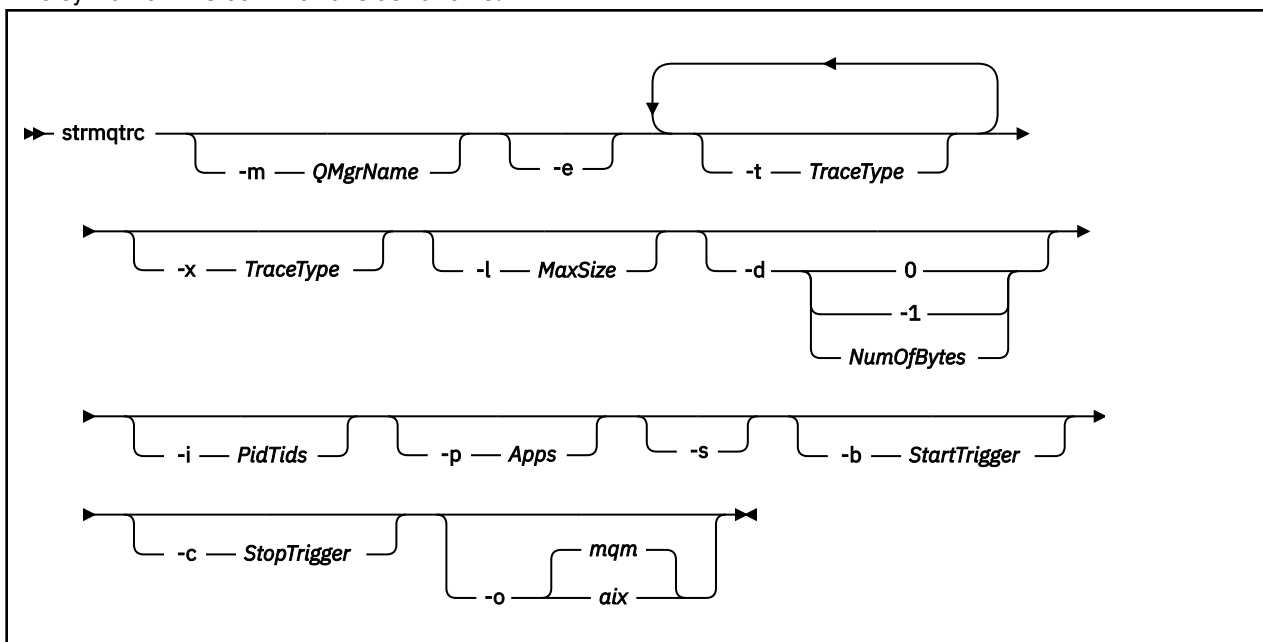 strmqtrc
-m QMgrName
-e
-t TraceType
-x TraceType
-l MaxSize
-d
0
-1
NumOfBytes
-i PidTids
-p Apps
-s
-b StartTrigger
-c StopTrigger
-o
mqm
aix